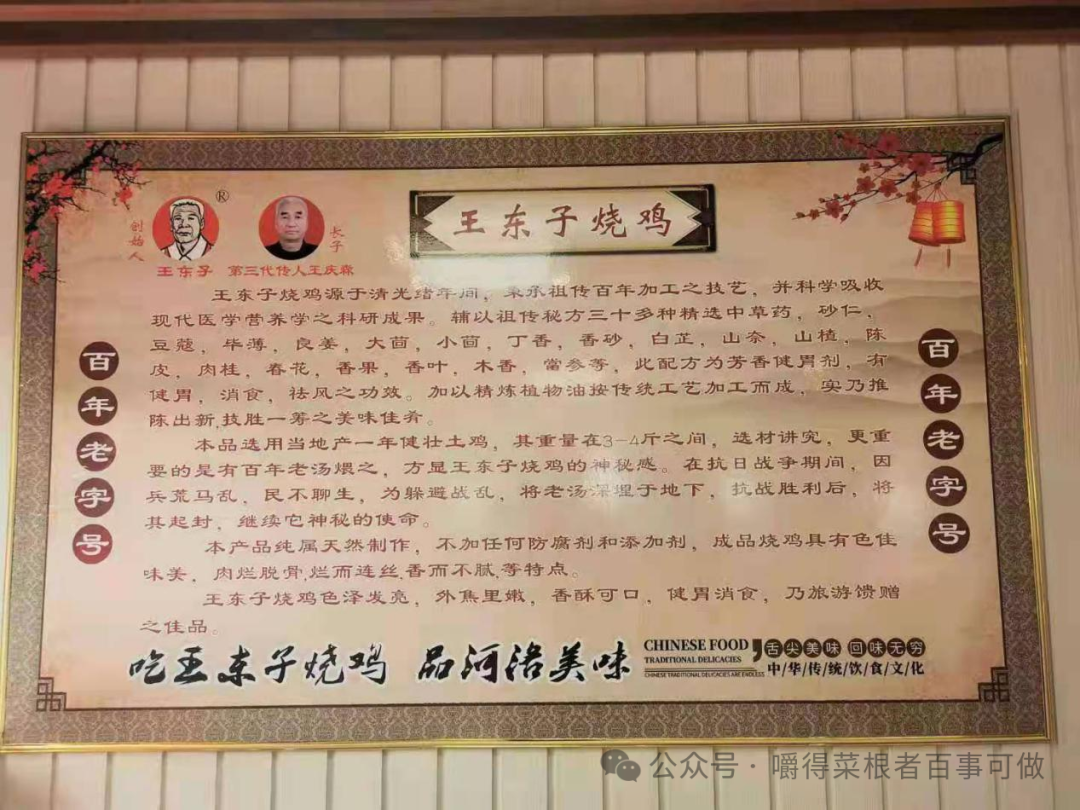 王东子烧鸡
®
创始人
王东子
长子
第三代传人王庆森
王东子烧鸡源于清光绪年间，秉承祖传百年加工之技艺，并科学吸收
现代医学营养学之科研成果。辅以祖传秘方三十多种精选中草药，砂仁，
豆蔻，毕薄，良姜，大茴，小茴，丁香，香砂，白芷，山奈，山楂，陈
皮，肉桂，春花，香果，香叶，木香，當参等，此配方为芳香健胃剂，有
健胃，消食，祛风之功效。加以精炼植物油按传统工艺加工而成，实乃推
陈出新,技胜一筹之美味佳肴。
本品选用当地产一年健壮土鸡，其重量在3-4斤之间，选材讲究，更重
要的是有百年老汤煨之，方显王东子烧鸡的神秘感。在抗日战争期间，因
兵荒马乱，民不聊生，为躲避战乱，将老汤深埋于地下，抗战胜利后，将
其起封，继续它神秘的使命。
本产品纯属天然制作，不加任何防腐剂和添加剂，成品烧鸡具有色佳
味美，肉烂脱骨,烂而连丝,香而不腻,等特点。
王东子烧鸡色泽发亮，外焦里嫩，香酥可口，健胃消食，乃旅游馈赠
之佳品。
百年老字号
百年老字号
吃王东子烧鸡 品河洛美味
CHINESE FOOD
TRADITIONAL DELICACIES
CHINESE TRADITIONAL DELICACIES ARE ENDLESS
舌尖美味 回味无穷
中/华/传/统/饮/食/文/化
公众号·嚼得菜根者百事可做